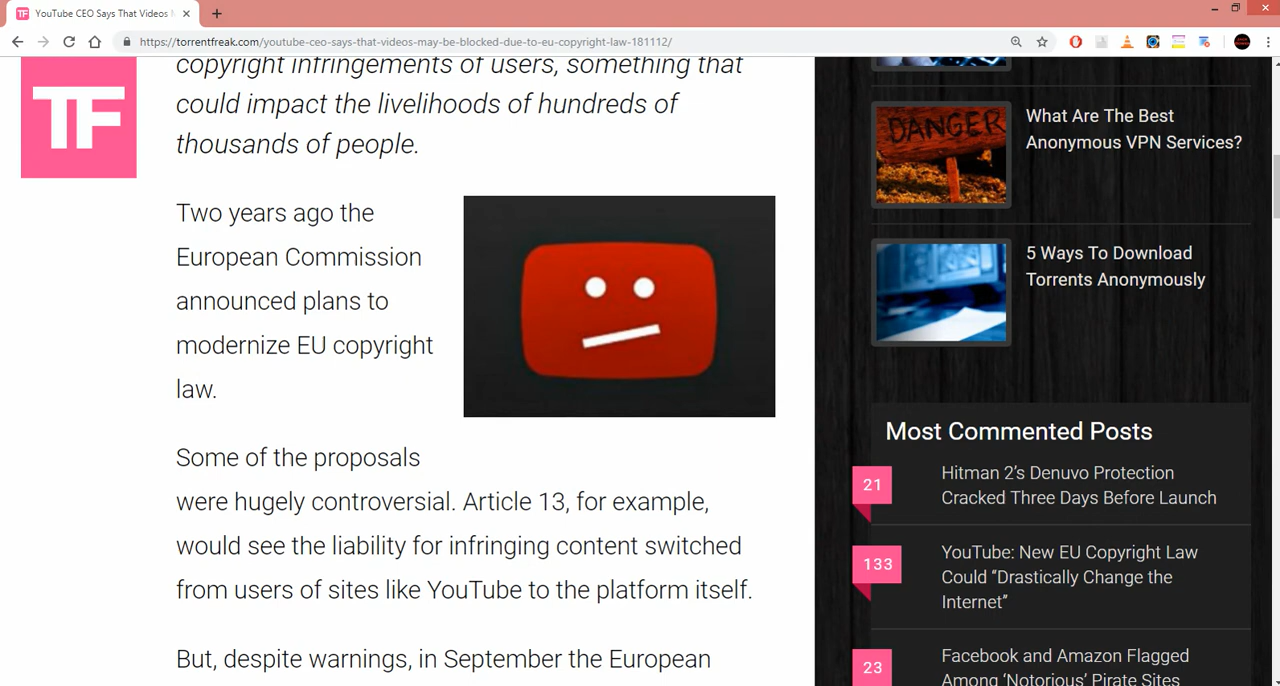 YouTube CEO Says That Videos
https://torrentfreak.com/youtube-ceo-says-that-videos-may-be-blocked-due-to-eu-copyright-law-181112/
TF
copyright infringements of users, something that
could impact the livelihoods of hundreds of
thousands of people.
Two years ago the
European Commission
announced plans to
modernize EU copyright
law.
Some of the proposals
were hugely controversial. Article 13, for example,
would see the liability for infringing content switched
from users of sites like YouTube to the platform itself.
But, despite warnings, in September the European
DANGER
What Are The Best
Anonymous VPN Services?
5 Ways To Download
Torrents Anonymously
Most Commented Posts
21
Hitman 2’s Denuvo Protection
Cracked Three Days Before Launch
133
YouTube: New EU Copyright Law
Could “Drastically Change the
Internet”
23
Facebook and Amazon Flagged
Among ‘Notorious’ Pirate Sites